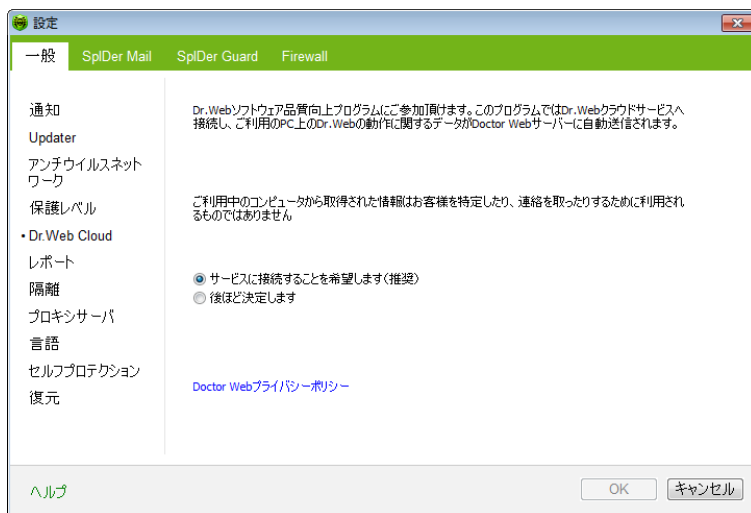 設定
一般
SpIDer Mail
SpIDer Guard
Firewall
通知
Updater
アンチウイルスネット
ワーク
保護レベル
Dr.Web Cloud
レポート
隔離
プロキシサーバ
言語
セルフプロテクション
復元
Dr.Webソフトウェア品質向上プログラムにご参加頂けます。このプログラムではDr.Webクラウドサービスへ
接続し、ご利用のPC上のDr.Webの動作に関するデータがDoctor Webサーバーに自動送信されます。
ご利用中のコンピュータから取得された情報はお客様を特定したり、連絡を取ったりするために利用され
るものではありません
サービスに接続することを希望します(推奨)
後ほど決定します
Doctor Webプライバシーポリシー
ヘルプ
OK
キャンセル